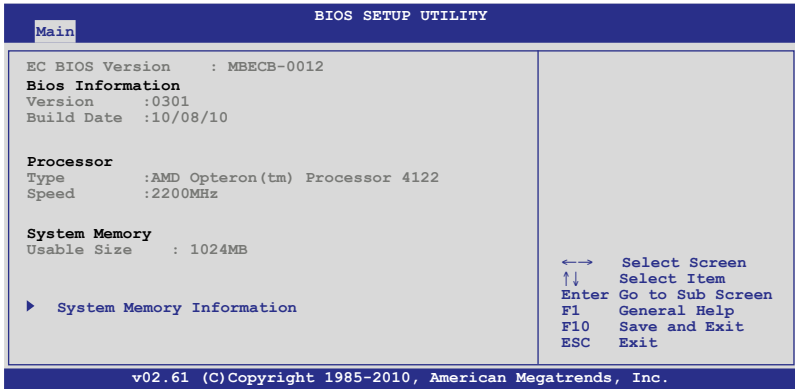 BIOS SETUP UTILITY
Main
EC BIOS Version : MBECB-0012
Bios Information
Version :0301
Build Date :10/08/10
Processor
Type :AMD Opteron(tm) Processor 4122
Speed :2200MHz
System Memory
Usable Size : 1024MB
System Memory Information
←→ Select Screen
↑↓ Select Item
Enter Go to Sub Screen
F1 General Help
F10 Save and Exit
ESC Exit
v02.61 (C)Copyright 1985-2010, American Megatrends, Inc.